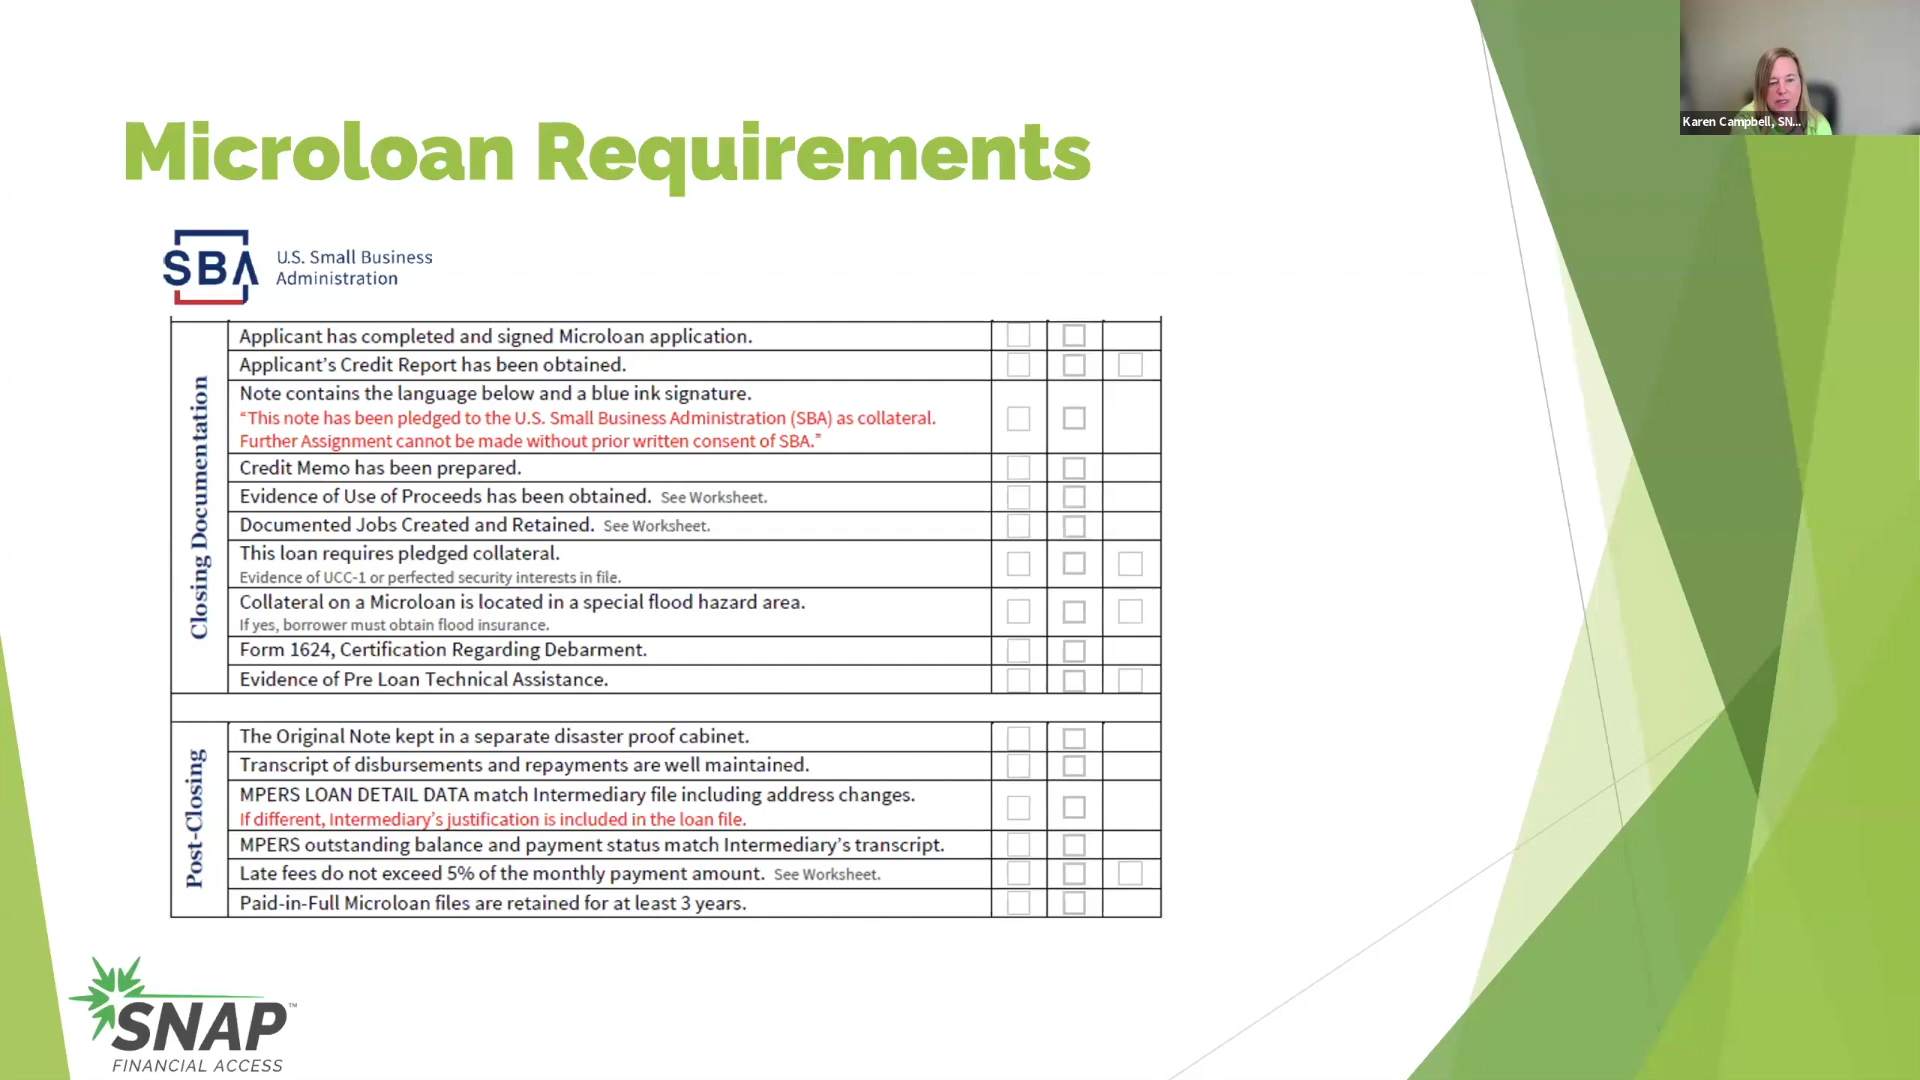 Karen Campbell, SN...
Microloan Requirements
SBA
U.S. Small Business
Administration
Closing Documentation
Applicant has completed and signed Microloan application.
Applicant’s Credit Report has been obtained.
Note contains the language below and a blue ink signature.
“This note has been pledged to the U.S. Small Business Administration (SBA) as collateral.
Further Assignment cannot be made without prior written consent of SBA.”
Credit Memo has been prepared.
Evidence of Use of Proceeds has been obtained. See Worksheet.
Documented Jobs Created and Retained. See Worksheet.
This loan requires pledged collateral.
Evidence of UCC-1 or perfected security interests in file.
Collateral on a Microloan is located in a special flood hazard area.
If yes, borrower must obtain flood insurance.
Form 1624, Certification Regarding Debarment.
Evidence of Pre Loan Technical Assistance.
Post-Closing
The Original Note kept in a separate disaster proof cabinet.
Transcript of disbursements and repayments are well maintained.
MPERS LOAN DETAIL DATA match Intermediary file including address changes.
If different, Intermediary’s justification is included in the loan file.
MPERS outstanding balance and payment status match Intermediary’s transcript.
Late fees do not exceed 5% of the monthly payment amount. See Worksheet.
Paid-in-Full Microloan files are retained for at least 3 years.
SNAP™
FINANCIAL ACCESS